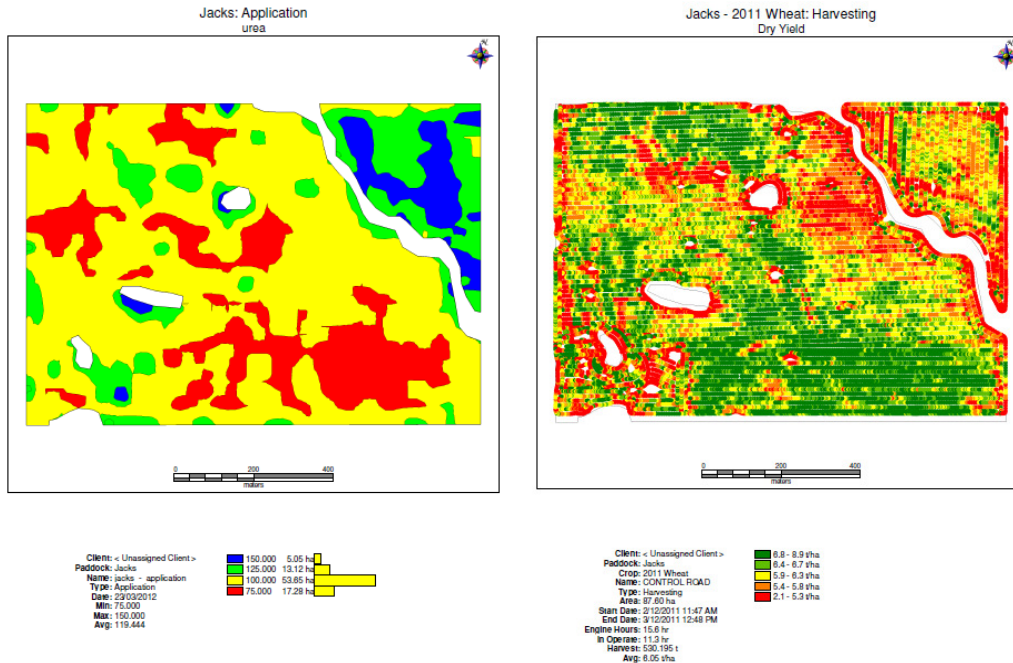 Jacks: Application
urea
N
0 200 400
meters
Client: < Unassigned Client >
Paddock: Jacks
Name: jacks - application
Type: Application
Date: 23/03/2012
Min: 75.000
Max: 150.000
Avg: 119.444
150.000 5.05 ha
125.000 13.12 ha
100.000 53.65 ha
75.000 17.28 ha
Jacks - 2011 Wheat: Harvesting
Dry Yield
N
0 200 400
meters
Client: < Unassigned Client >
Paddock: Jacks
Crop: 2011 Wheat
Name: CONTROL ROAD
Type: Harvesting
Area: 87.60 ha
Start Date: 2/12/2011 11:47 AM
End Date: 3/12/2011 12:48 PM
Engine Hours: 15.6 hr
In Operate: 11.3 hr
Harvest: 530.195 t
Avg: 6.05 t/ha
6.8 - 8.9 t/ha
6.4 - 6.7 t/ha
5.9 - 6.3 t/ha
5.4 - 5.8 t/ha
2.1 - 5.3 t/ha